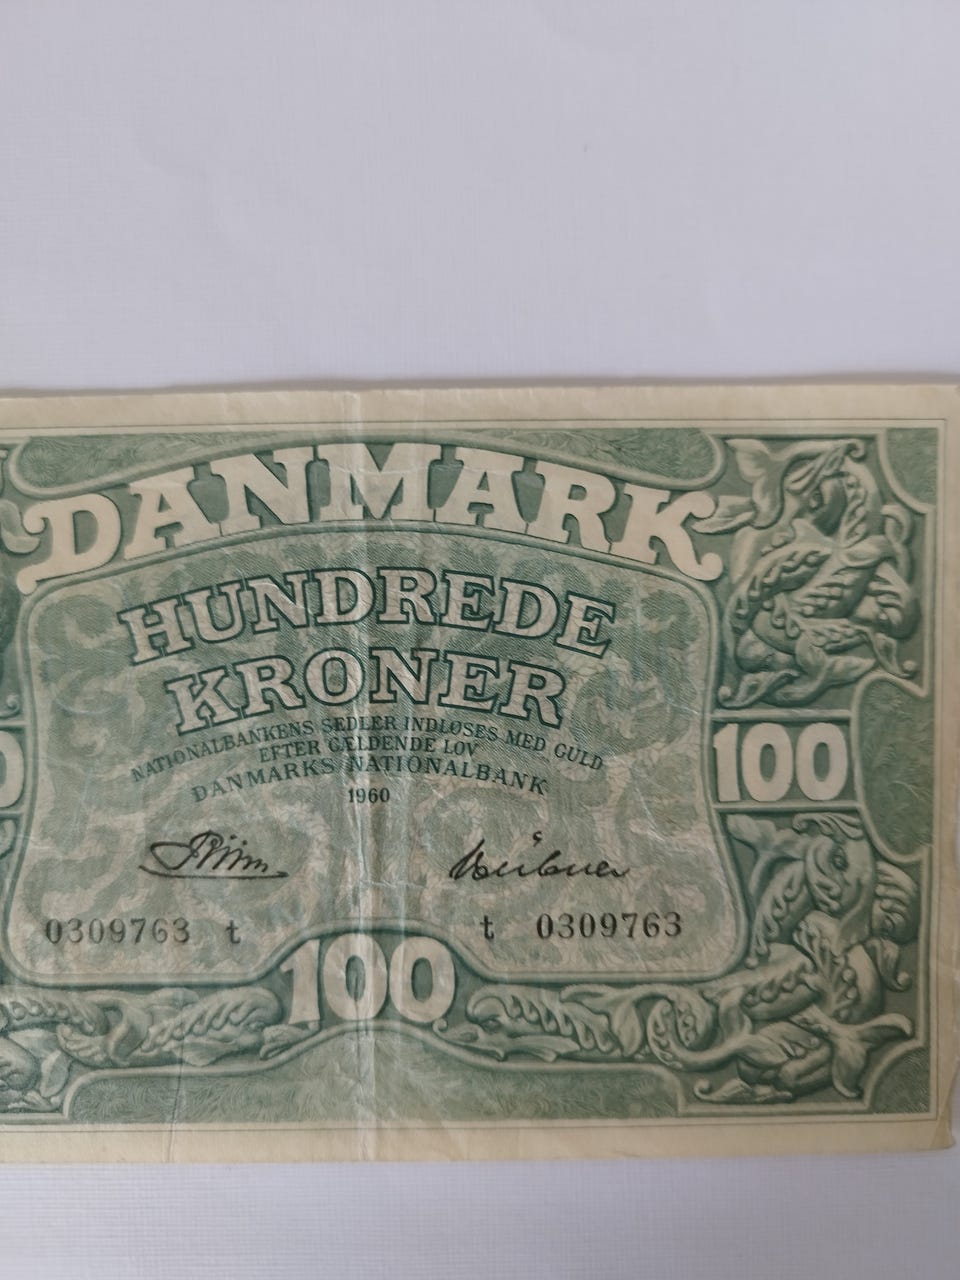 DANMARK
HUNDREDE
KRONER
NATIONALBANKENS SEDLER INDLØSES MED GULD
EFTER GÆLDENDE LOV
DANMARKS NATIONALBANK
1960
100
0309763 t
t 0309763
100